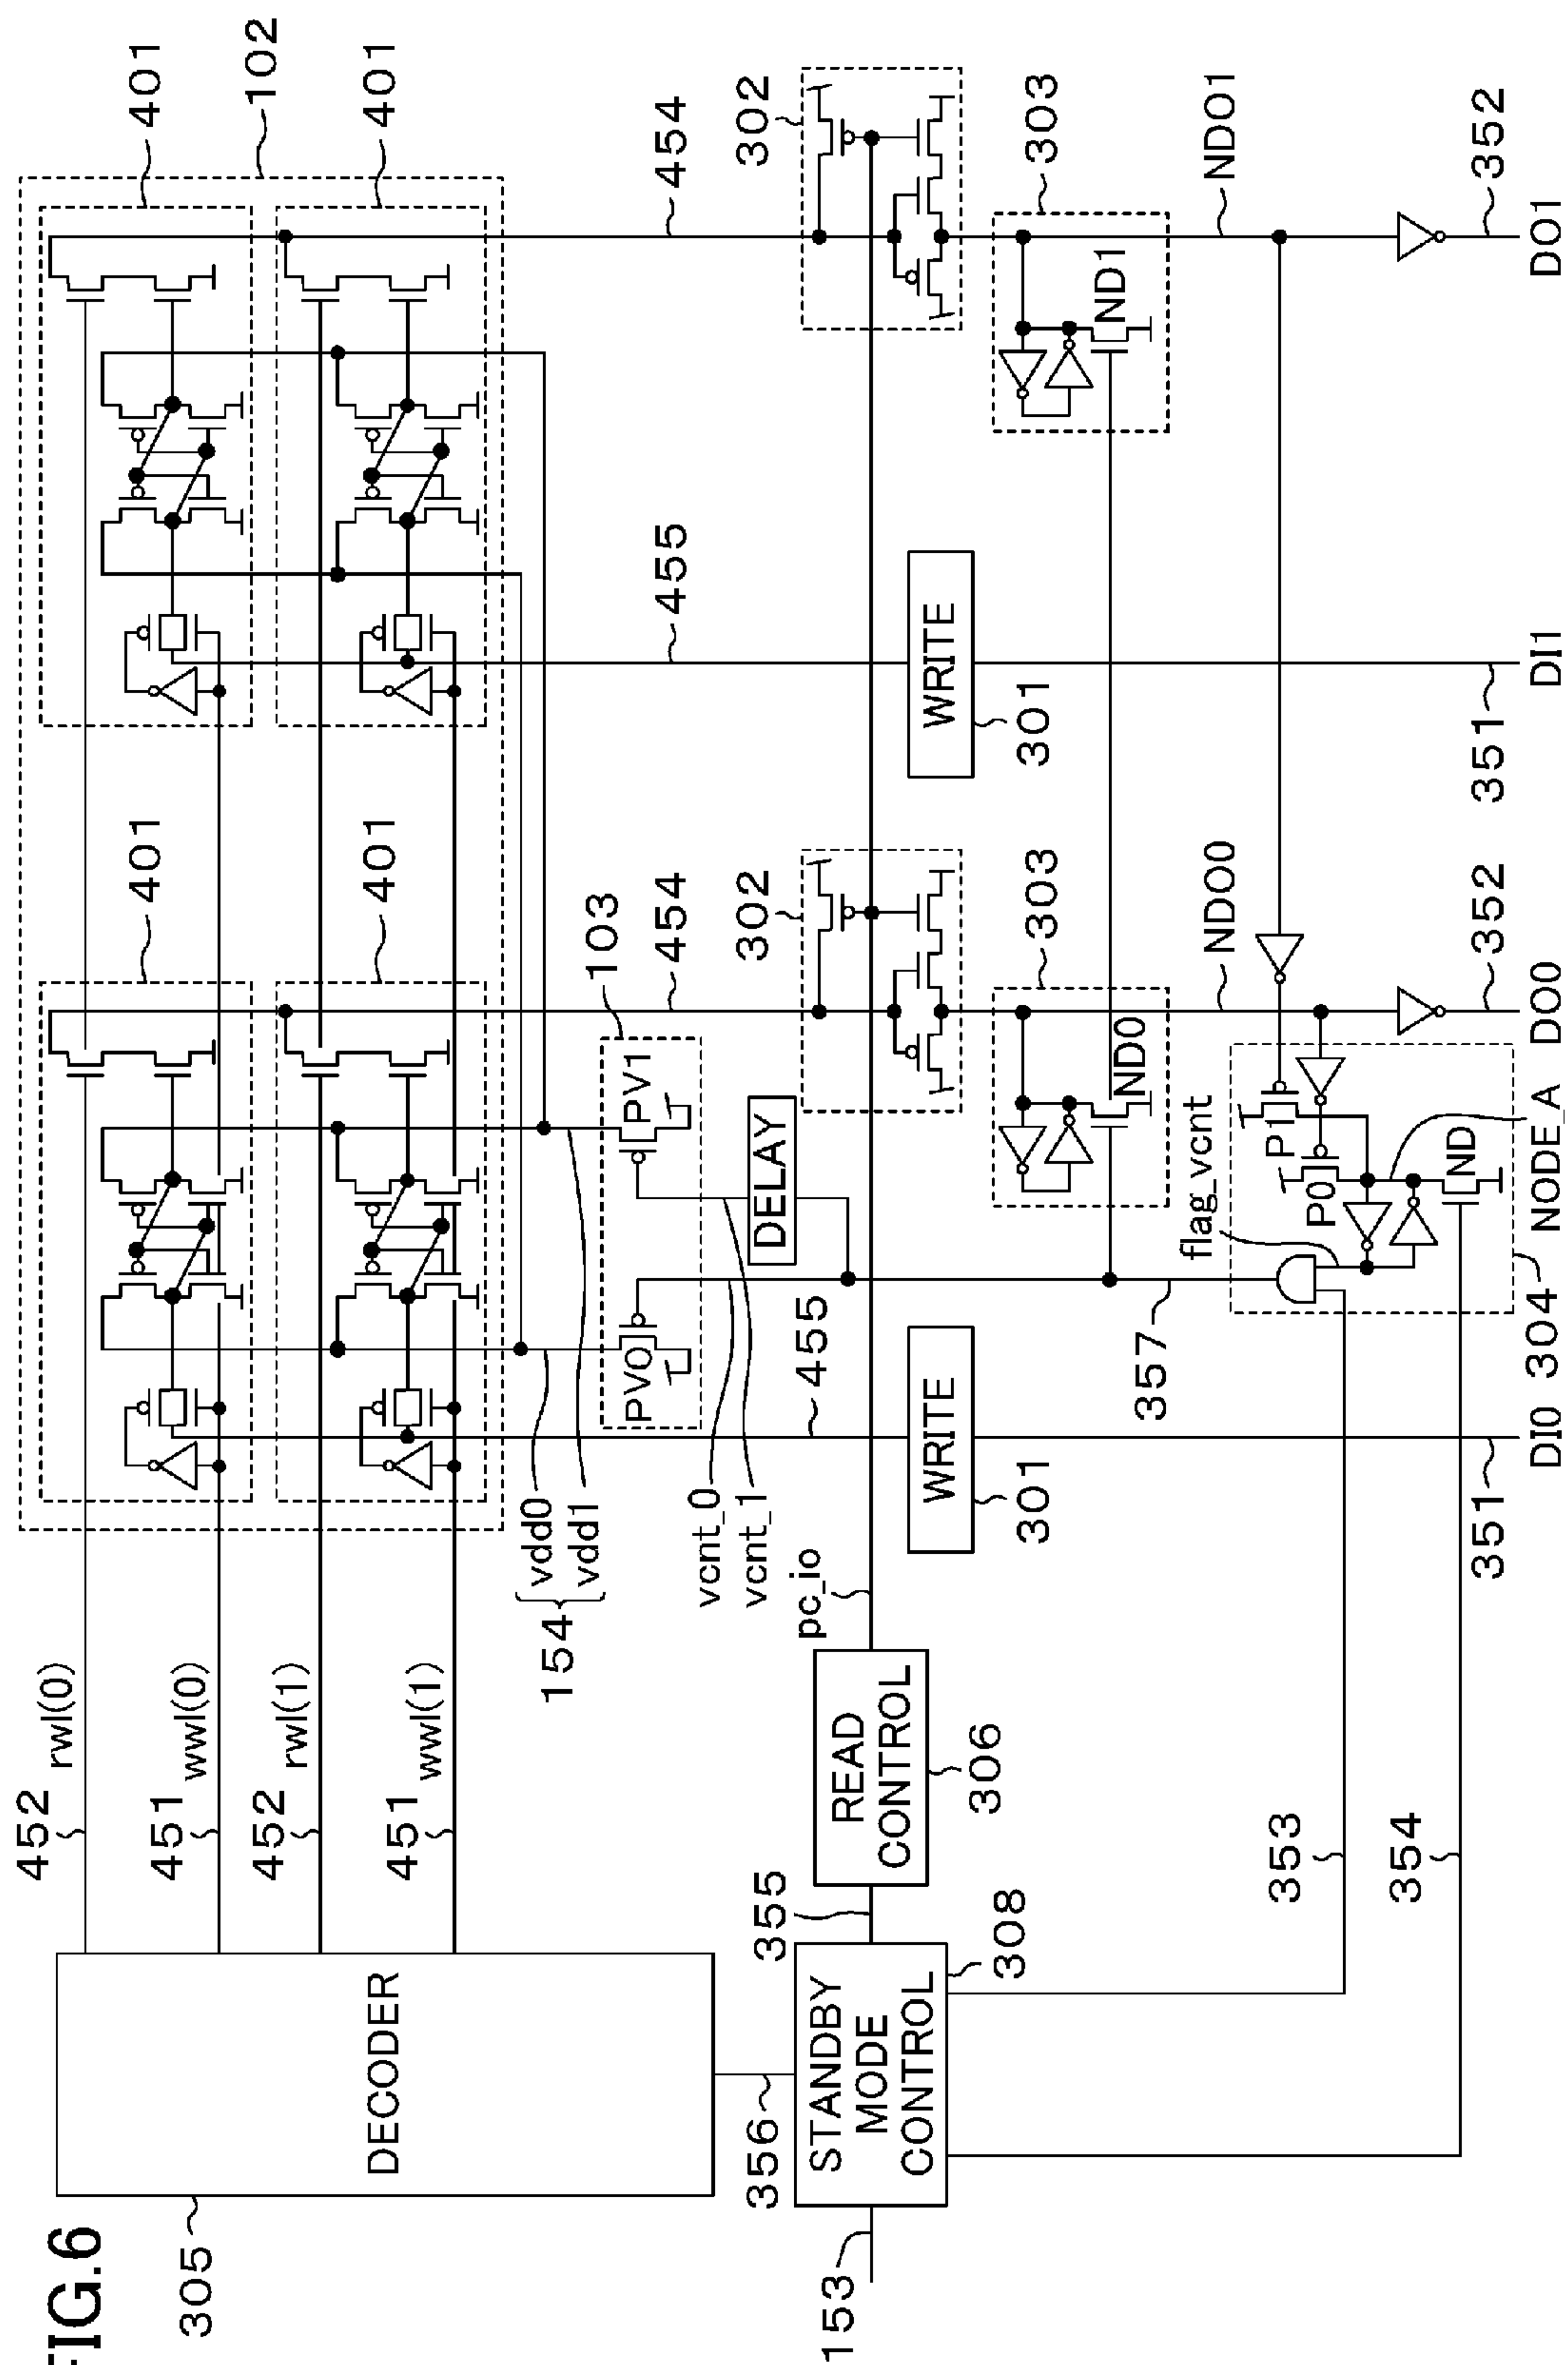 FIG.6
305
DECODER
452
rwl(0)
451
wwl(0)
452
rwl(1)
451
wwl(1)
401
401
401
401
102
154
vdd0
vdd1
103
PV0
PV1
vcnt_0
vcnt_1
DELAY
454
454
455
455
153
356
STANDBY
MODE
CONTROL
308
355
READ
CONTROL
306
pc_io
302
302
WRITE
301
WRITE
301
303
ND0
303
ND1
357
353
354
flag_vcnt
P1
P0
ND
NODE_A
304
NDO0
NDO1
351
DI0
352
DO0
351
DI1
352
DO1